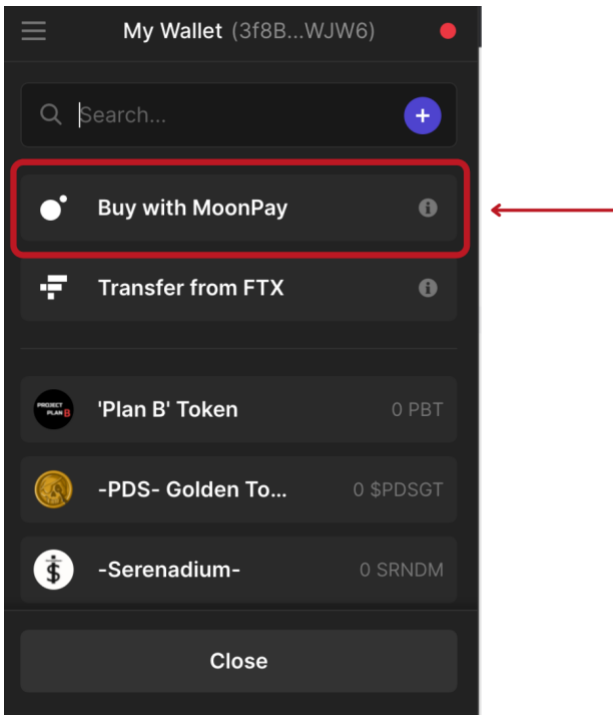 My Wallet (3f8B...WJW6)
Search...
Buy with MoonPay
Transfer from FTX
PROJECT
PLAN B
'Plan B' Token
0 PBT
-PDS- Golden To...
0 $PDSGT
-Serenadium-
0 SRNDM
Close